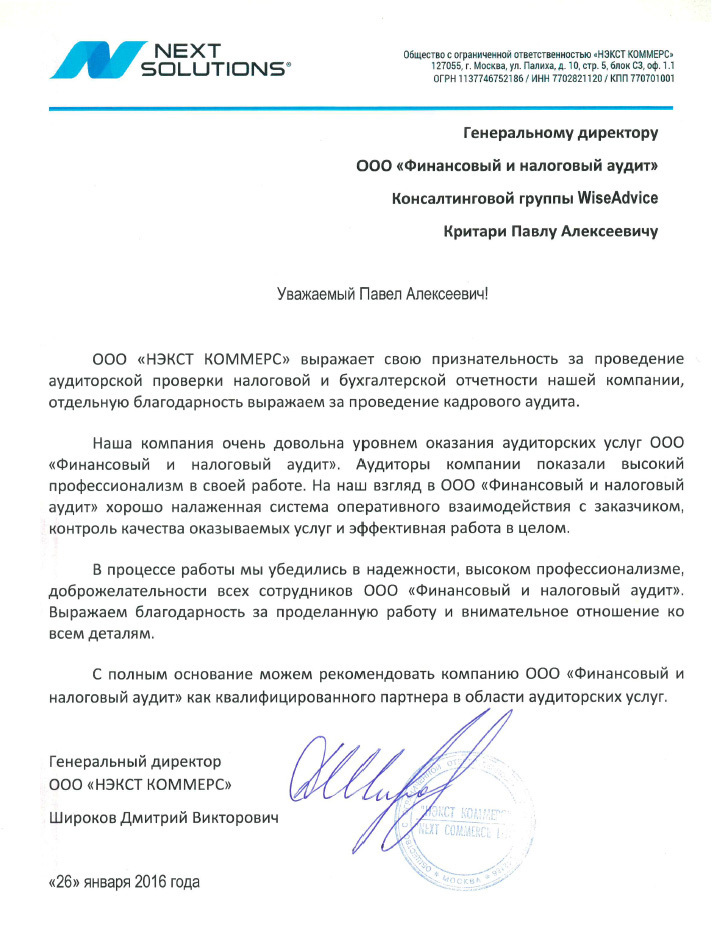 NEXT
SOLUTIONS®
Общество с ограниченной ответственностью «НЭКСТ КОММЕРС»
127055, г. Москва, ул. Палиха, д. 10, стр. 5, блок С3, оф. 1.1
ОГРН 1137746752186 / ИНН 7702821120 / КПП 770701001
Генеральному директору
ООО «Финансовый и налоговый аудит»
Консалтинговой группы WiseAdvice
Критари Павлу Алексеевичу
Уважаемый Павел Алексеевич!
ООО «НЭКСТ КОММЕРС» выражает свою признательность за проведение
аудиторской проверки налоговой и бухгалтерской отчетности нашей компании,
отдельную благодарность выражаем за проведение кадрового аудита.
Наша компания очень довольна уровнем оказания аудиторских услуг ООО
«Финансовый и налоговый аудит». Аудиторы компании показали высокий
профессионализм в своей работе. На наш взгляд в ООО «Финансовый и налоговый
аудит» хорошо налаженная система оперативного взаимодействия с заказчиком,
контроль качества оказываемых услуг и эффективная работа в целом.
В процессе работы мы убедились в надежности, высоком профессионализме,
доброжелательности всех сотрудников ООО «Финансовый и налоговый аудит».
Выражаем благодарность за проделанную работу и внимательное отношение ко
всем деталям.
С полным основание можем рекомендовать компанию ООО «Финансовый и
налоговый аудит» как квалифицированного партнера в области аудиторских услуг.
Генеральный директор
ООО «НЭКСТ КОММЕРС»
Широков Дмитрий Викторович
"НЭКСТ КОММЕРС"
NEXT COMMERCE
МОСКВА
«26» января 2016 года